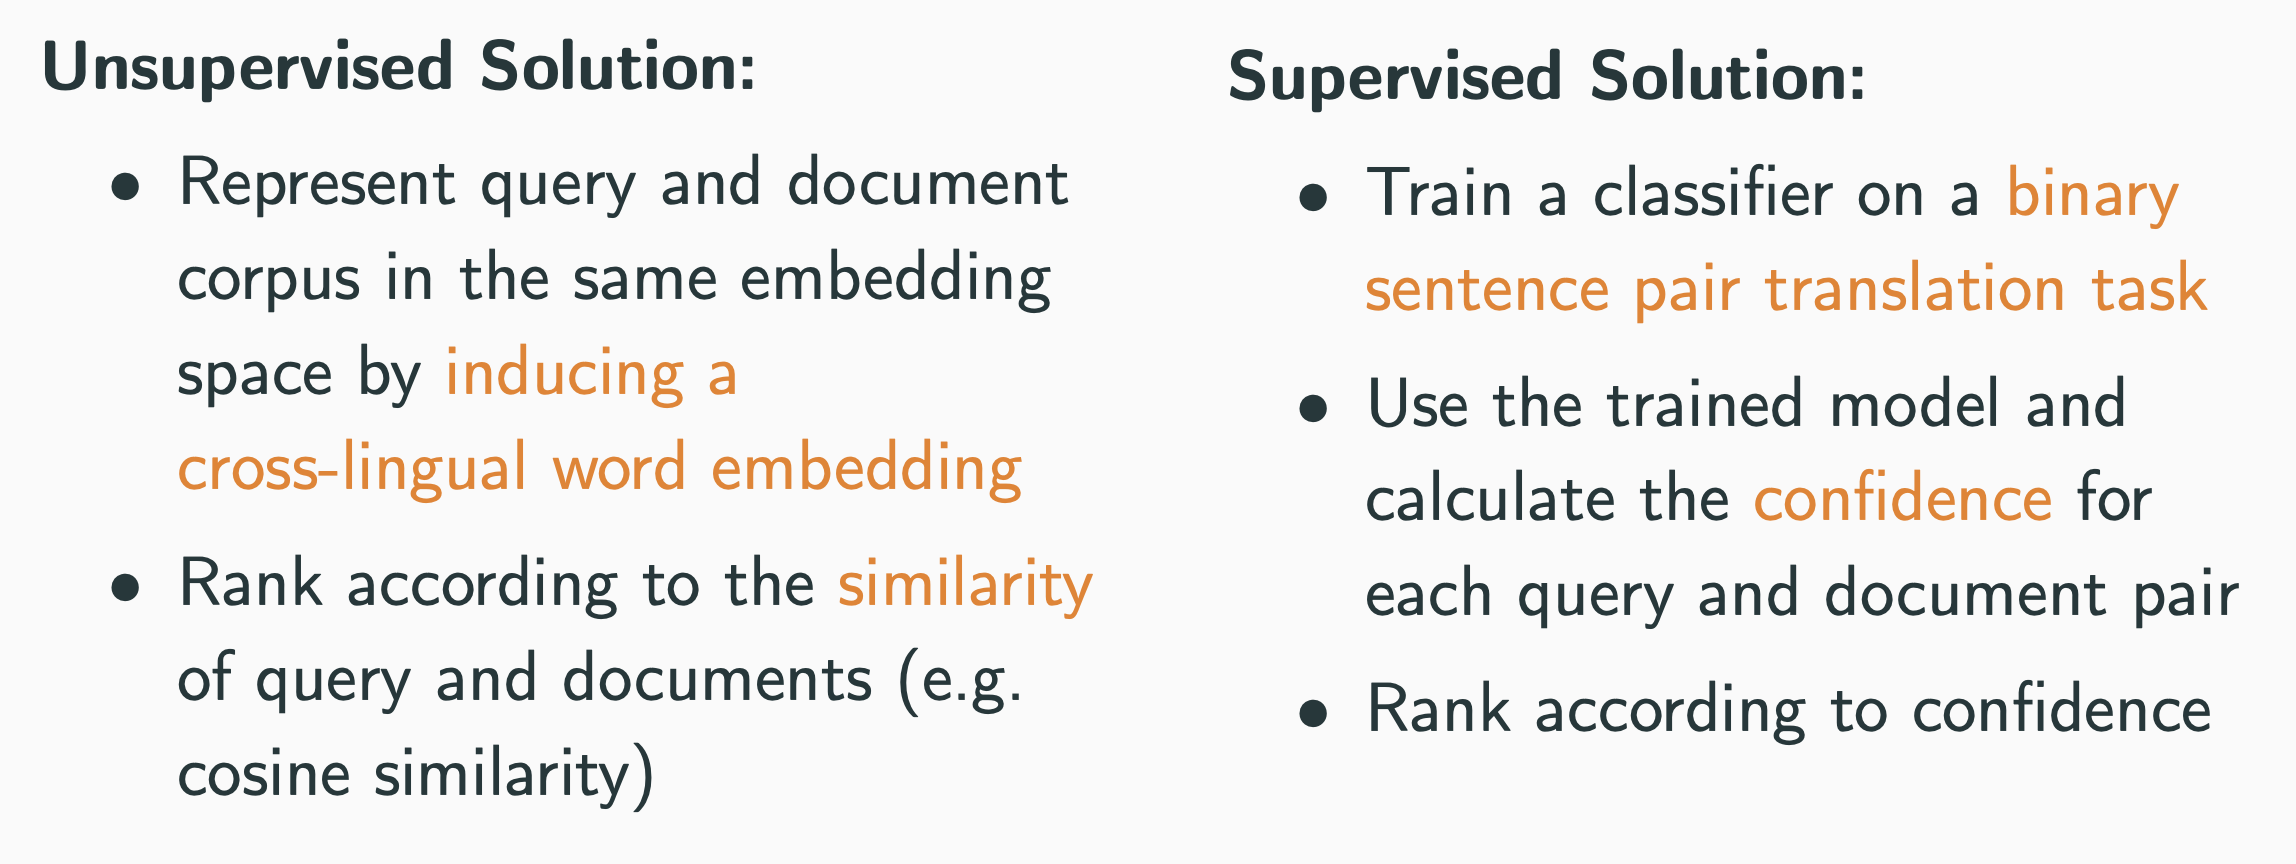 Unsupervised Solution:
• Represent query and document
corpus in the same embedding
space by inducing a
cross-lingual word embedding
• Rank according to the similarity
of query and documents (e.g.
cosine similarity)
Supervised Solution:
• Train a classifier on a binary
sentence pair translation task
• Use the trained model and
calculate the confidence for
each query and document pair
• Rank according to confidence